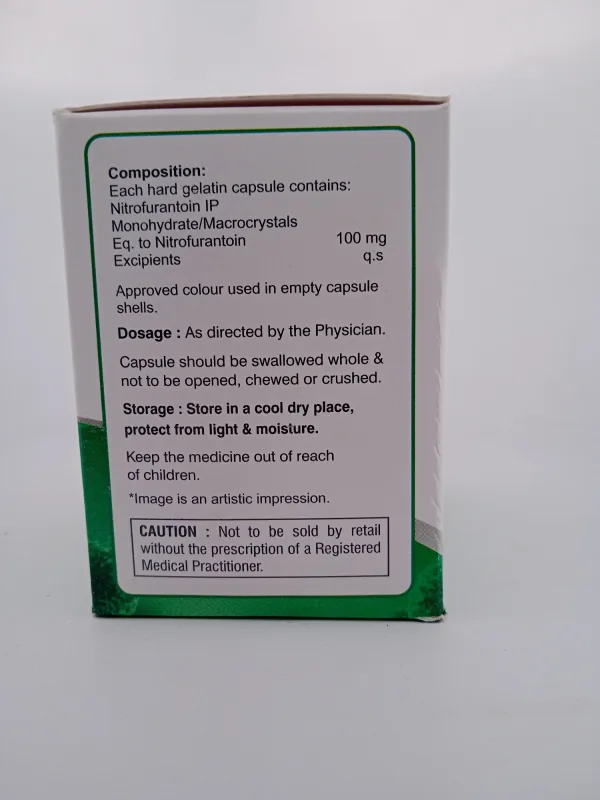 Composition:
Each hard gelatin capsule contains:
Nitrofurantoin IP
Monohydrate/Macrocrystals
Eq. to Nitrofurantoin 100 mg
Excipients q.s
Approved colour used in empty capsule
shells.
Dosage : As directed by the Physician.
Capsule should be swallowed whole &
not to be opened, chewed or crushed.
Storage : Store in a cool dry place,
protect from light & moisture.
Keep the medicine out of reach
of children.
*Image is an artistic impression.
CAUTION : Not to be sold by retail
without the prescription of a Registered
Medical Practitioner.